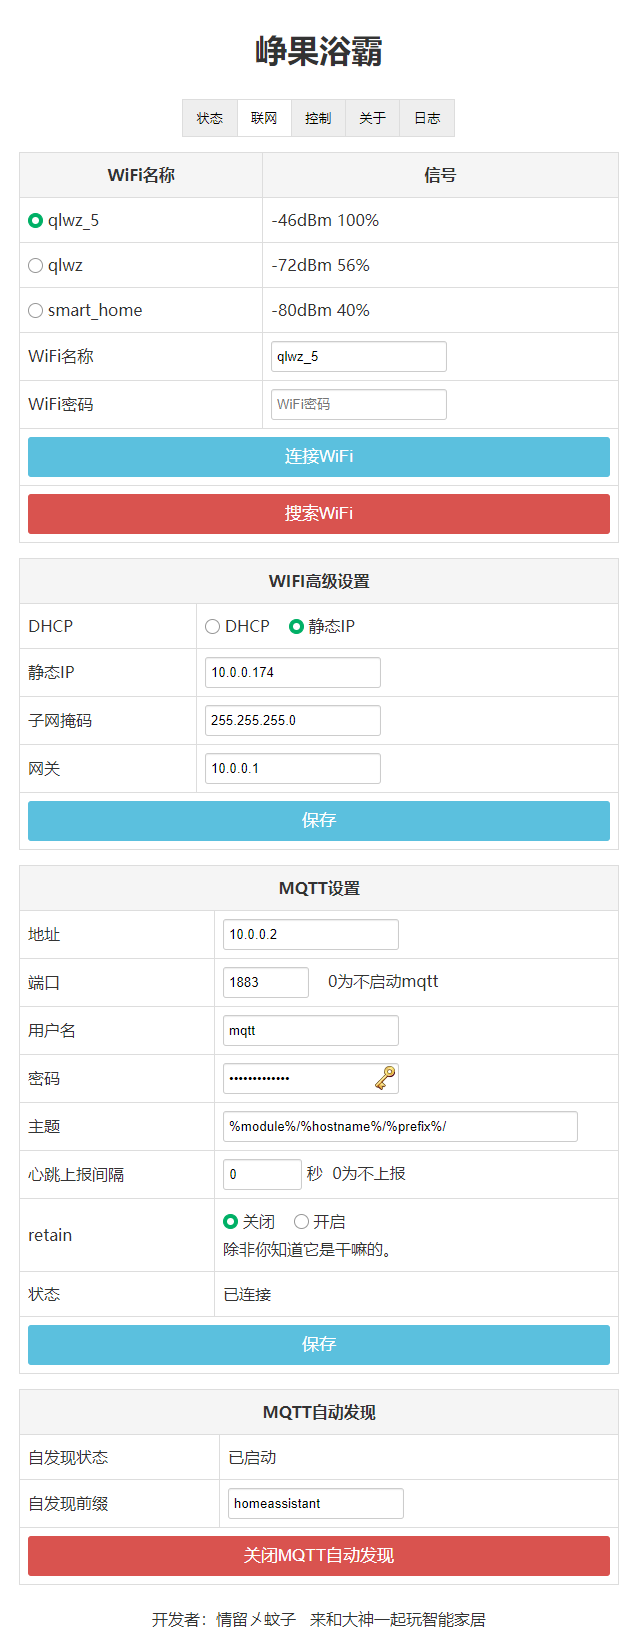 峥果浴霸
状态 联网 控制 关于 日志
WiFi名称 信号
qlwz_5 -46dBm 100%
qlwz -72dBm 56%
smart_home -80dBm 40%
WiFi名称 qlwz_5
WiFi密码 WiFi密码
连接WiFi
搜索WiFi
WIFI高级设置
DHCP DHCP 静态IP
静态IP 10.0.0.174
子网掩码 255.255.255.0
网关 10.0.0.1
保存
MQTT设置
地址 10.0.0.2
端口 1883 0为不启动mqtt
用户名 mqtt
密码 •••••••••••••
主题 %module%/%hostname%/%prefix%/
心跳上报间隔 0 秒 0为不上报
retain 关闭 开启
除非你知道它是干嘛的。
状态 已连接
保存
MQTT自动发现
自发现状态 已启动
自发现前缀 homeassistant
关闭MQTT自动发现
开发者：情留メ蚊子 来和大神一起玩智能家居